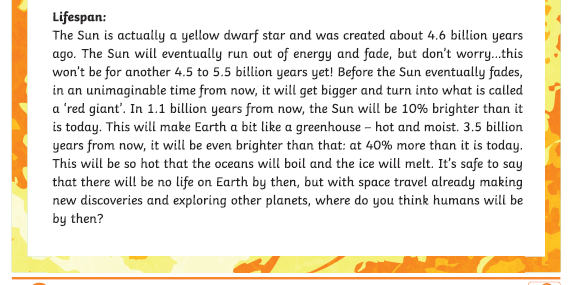 Lifespan:
The Sun is actually a yellow dwarf star and was created about 4.6 billion years
ago. The Sun will eventually run out of energy and fade, but don't worry...this
won't be for another 4.5 to 5.5 billion years yet! Before the Sun eventually fades,
in an unimaginable time from now, it will get bigger and turn into what is called
a 'red giant'. In 1.1 billion years from now, the Sun will be 10% brighter than it
is today. This will make Earth a bit like a greenhouse – hot and moist. 3.5 billion
years from now, it will be even brighter than that: at 40% more than it is today.
This will be so hot that the oceans will boil and the ice will melt. It's safe to say
that there will be no life on Earth by then, but with space travel already making
new discoveries and exploring other planets, where do you think humans will be
by then?